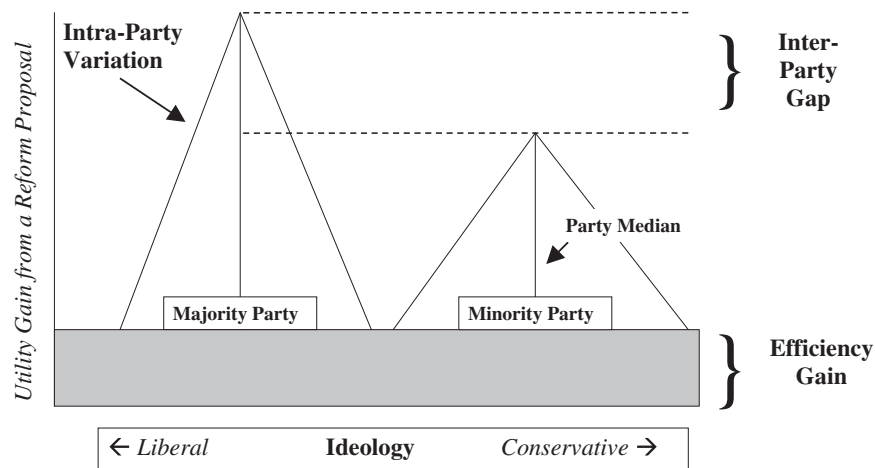 Utility Gain from a Reform Proposal
Intra-Party
Variation
Inter-
Party
Gap
Party Median
Majority Party
Minority Party
Efficiency
Gain
← Liberal Ideology Conservative →